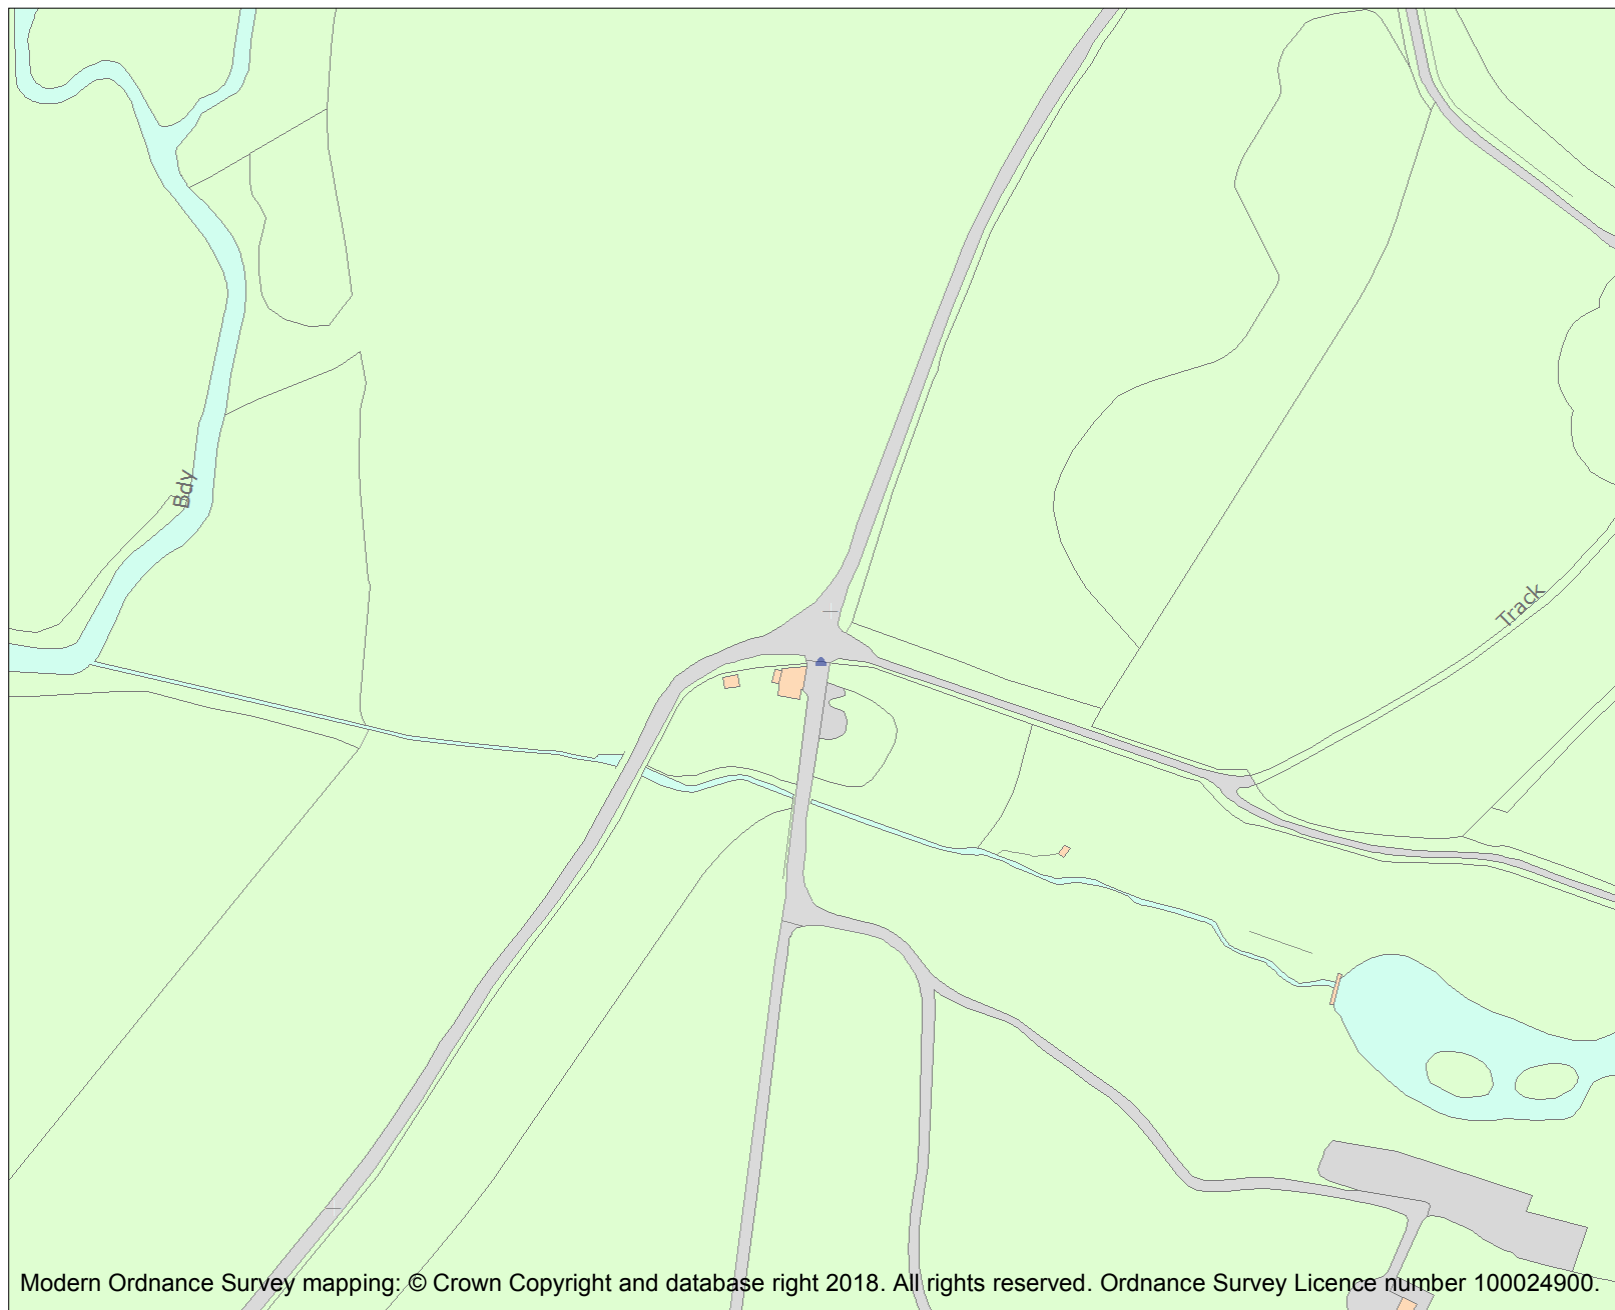 Bdy
Track
Modern Ordnance Survey mapping: © Crown Copyright and database right 2018. All rights reserved. Ordnance Survey Licence number 100024900.